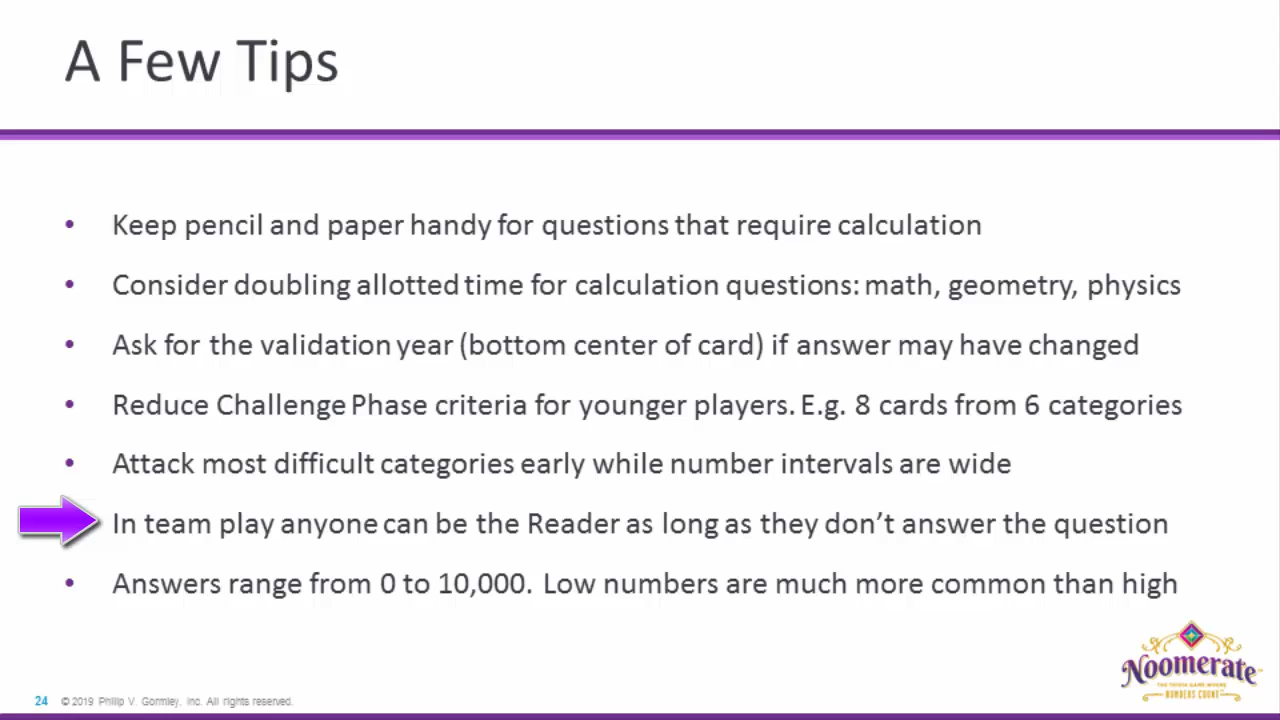 A Few Tips
• Keep pencil and paper handy for questions that require calculation
• Consider doubling allotted time for calculation questions: math, geometry, physics
• Ask for the validation year (bottom center of card) if answer may have changed
• Reduce Challenge Phase criteria for younger players. E.g. 8 cards from 6 categories
• Attack most difficult categories early while number intervals are wide
In team play anyone can be the Reader as long as they don’t answer the question
• Answers range from 0 to 10,000. Low numbers are much more common than high
Noomerate
THE TRIVIA GAME WHERE
NUMBERS COUNT
24 © 2019 Phillip V. Gormley, Inc. All rights reserved.